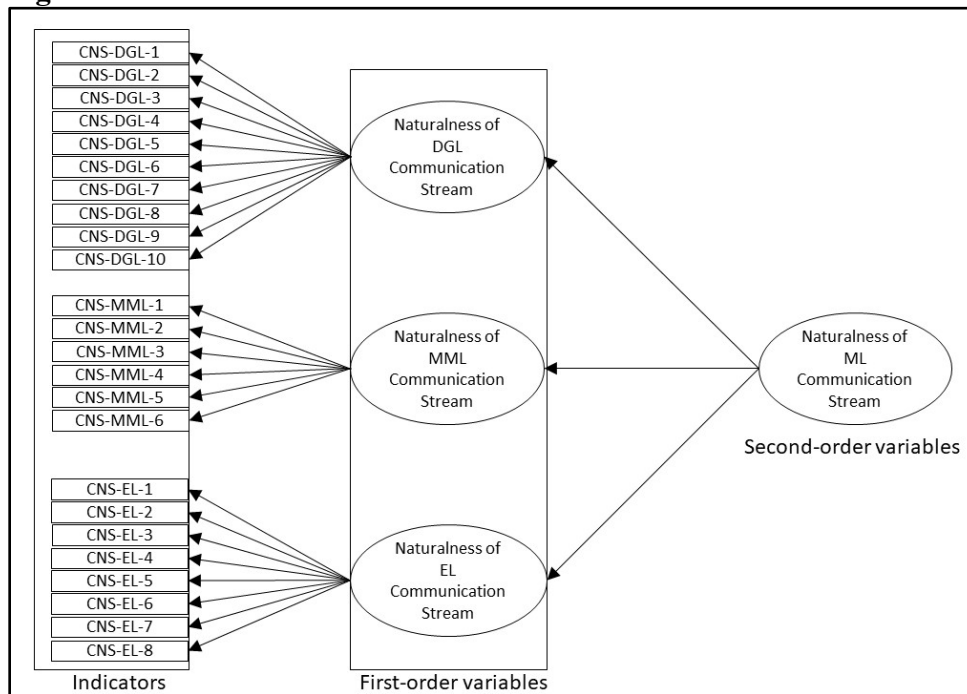 CNS-DGL-1
CNS-DGL-2
CNS-DGL-3
CNS-DGL-4
CNS-DGL-5
CNS-DGL-6
CNS-DGL-7
CNS-DGL-8
CNS-DGL-9
CNS-DGL-10
CNS-MML-1
CNS-MML-2
CNS-MML-3
CNS-MML-4
CNS-MML-5
CNS-MML-6
CNS-EL-1
CNS-EL-2
CNS-EL-3
CNS-EL-4
CNS-EL-5
CNS-EL-6
CNS-EL-7
CNS-EL-8
Indicators
Naturalness of
DGL
Communication
Stream
Naturalness of
MML
Communication
Stream
Naturalness of
EL
Communication
Stream
First-order variables
Naturalness of
ML
Communication
Stream
Second-order variables